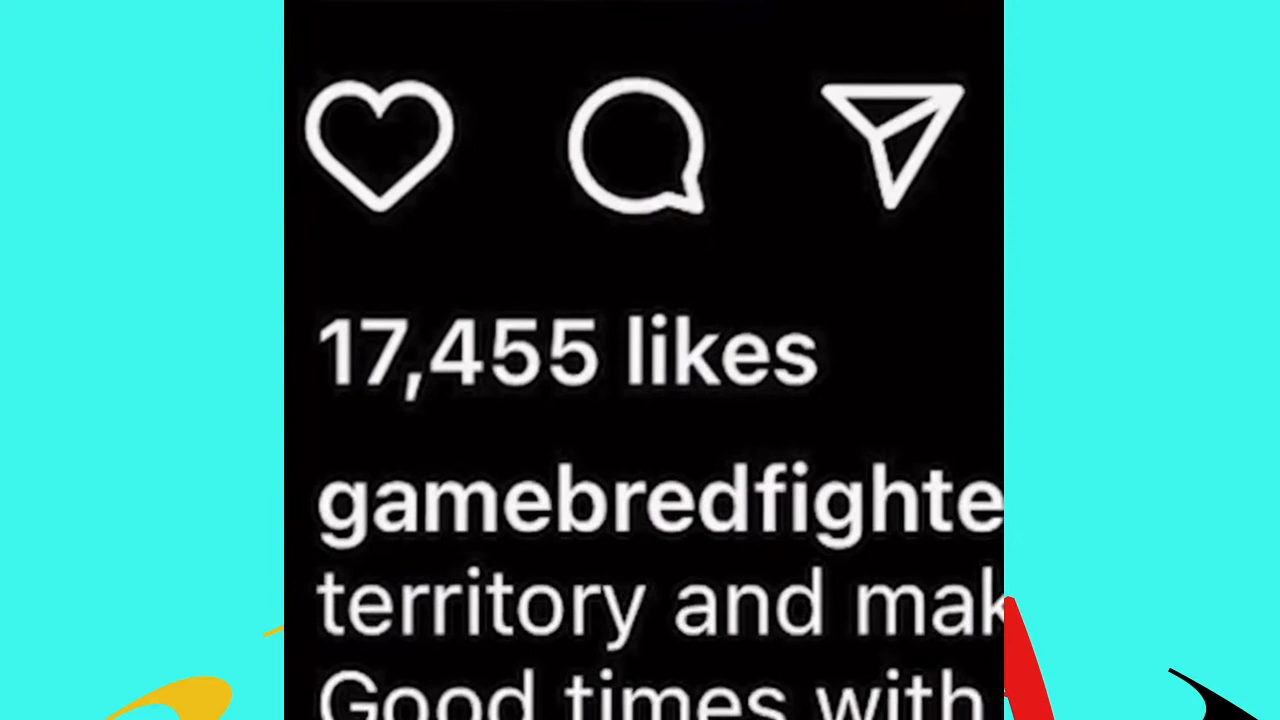 17,455 likes
gamebredfighte
territory and mak
Good times with